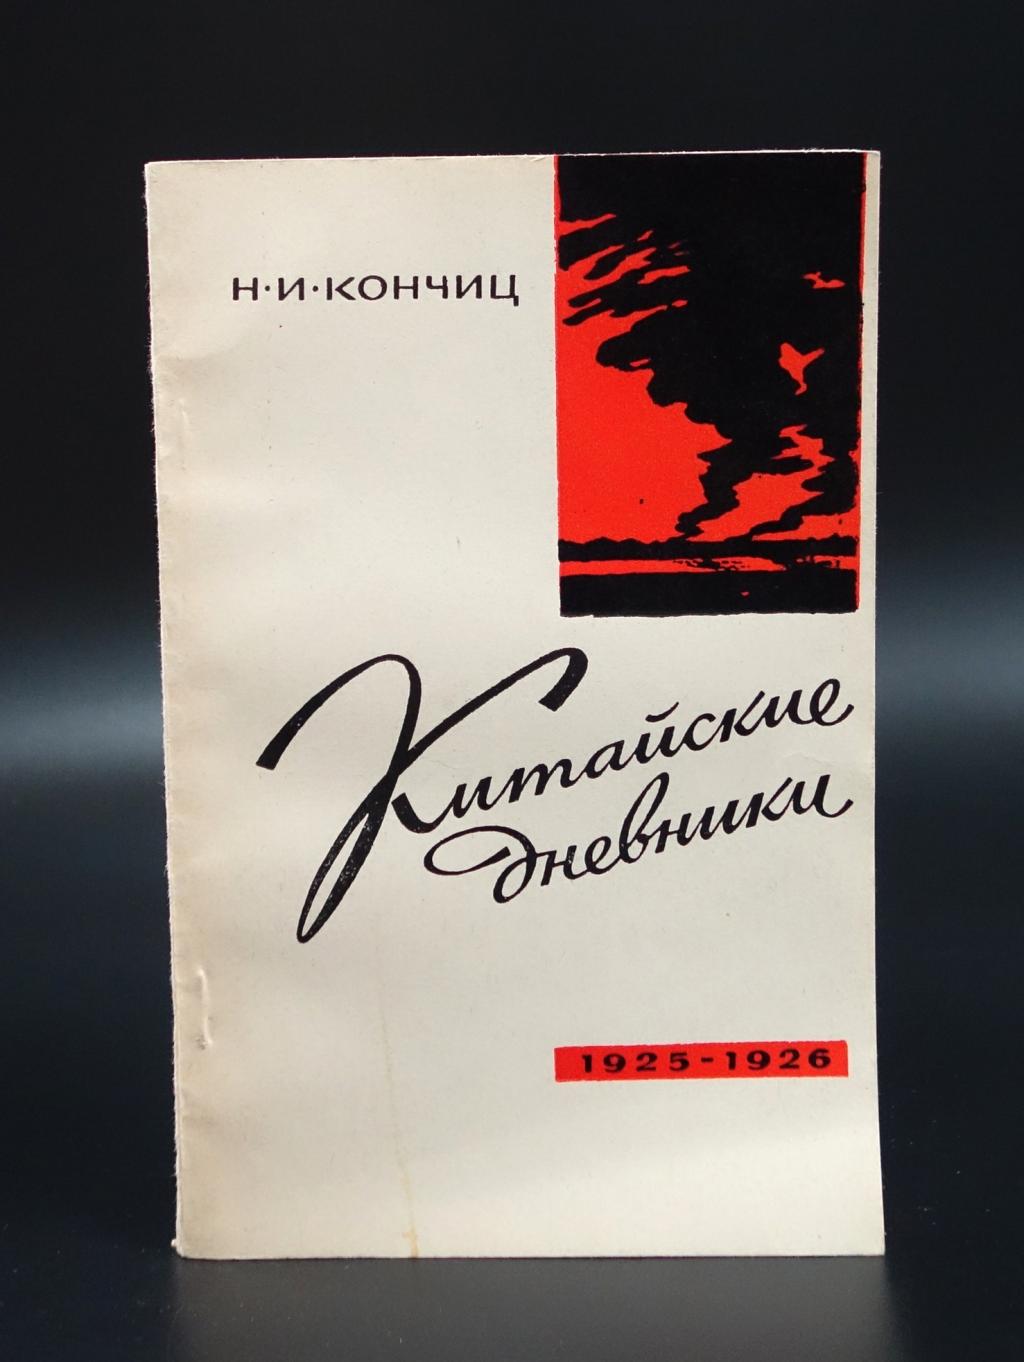 Н·И·КОНЧИЦ
Китайские
дневники
1925-1926